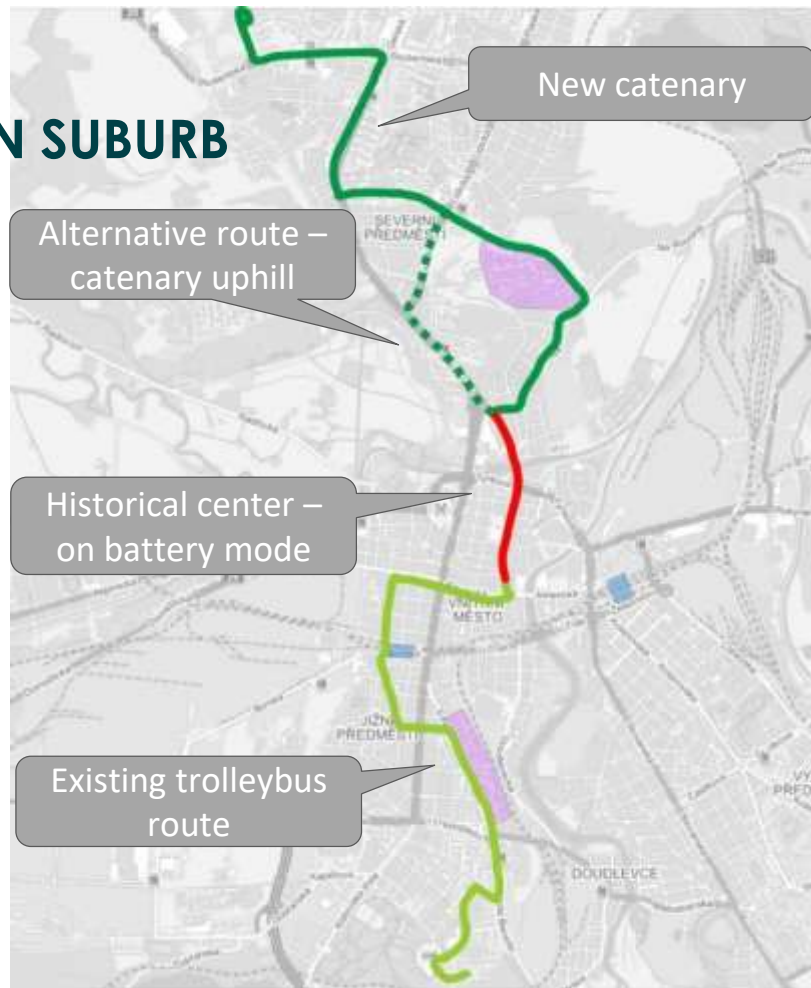 New catenary
N SUBURB
SEVERNÍ
PŘEDMĚSTÍ
Alternative route –
catenary uphill
Historical center –
on battery mode
VNITŘNÍ
MĚSTO
JIŽNÍ
PŘEDMĚSTÍ
Existing trolleybus
route
DOUDLEVCE